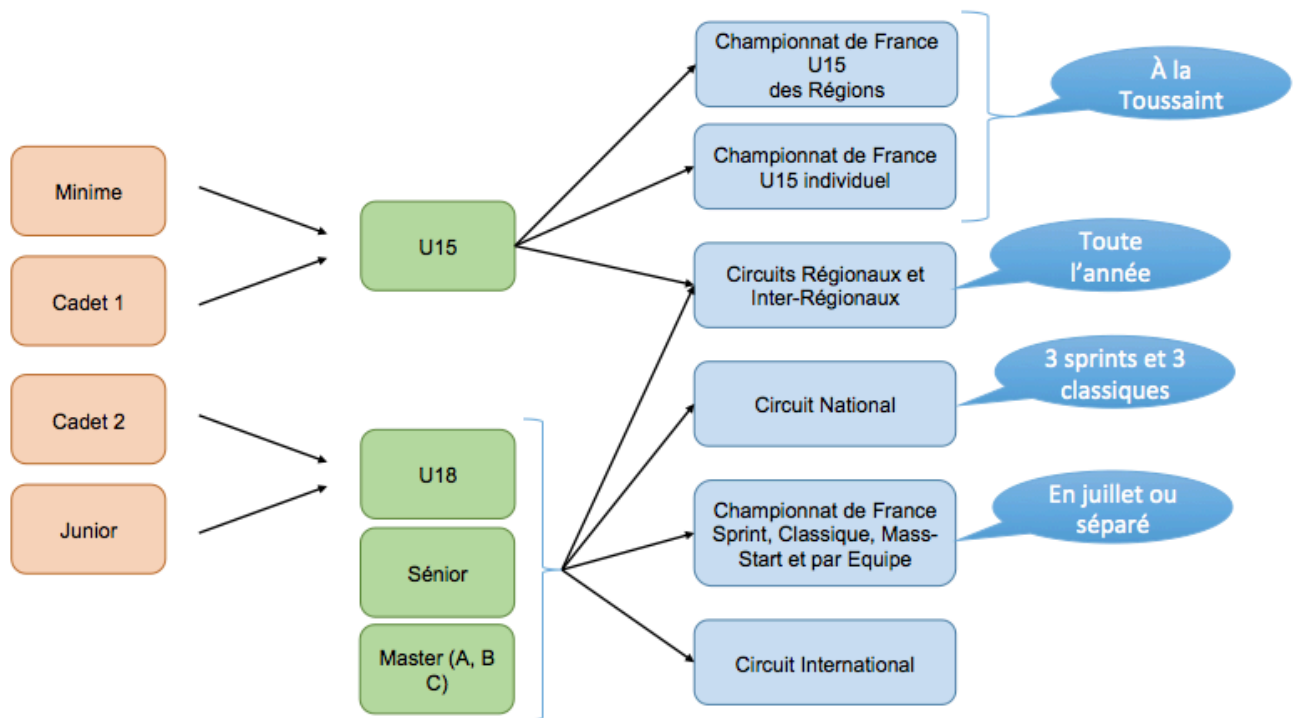 Minime
Cadet 1
Cadet 2
Junior
U15
U18
Sénior
Master (A, B
C)
Championnat de France
U15
des Régions
Championnat de France
U15 individuel
Circuits Régionaux et
Inter-Régionaux
Circuit National
Championnat de France
Sprint, Classique, Mass-
Start et par Equipe
Circuit International
À la
Toussaint
Toute
l'année
3 sprints et 3
classiques
En juillet ou
séparé